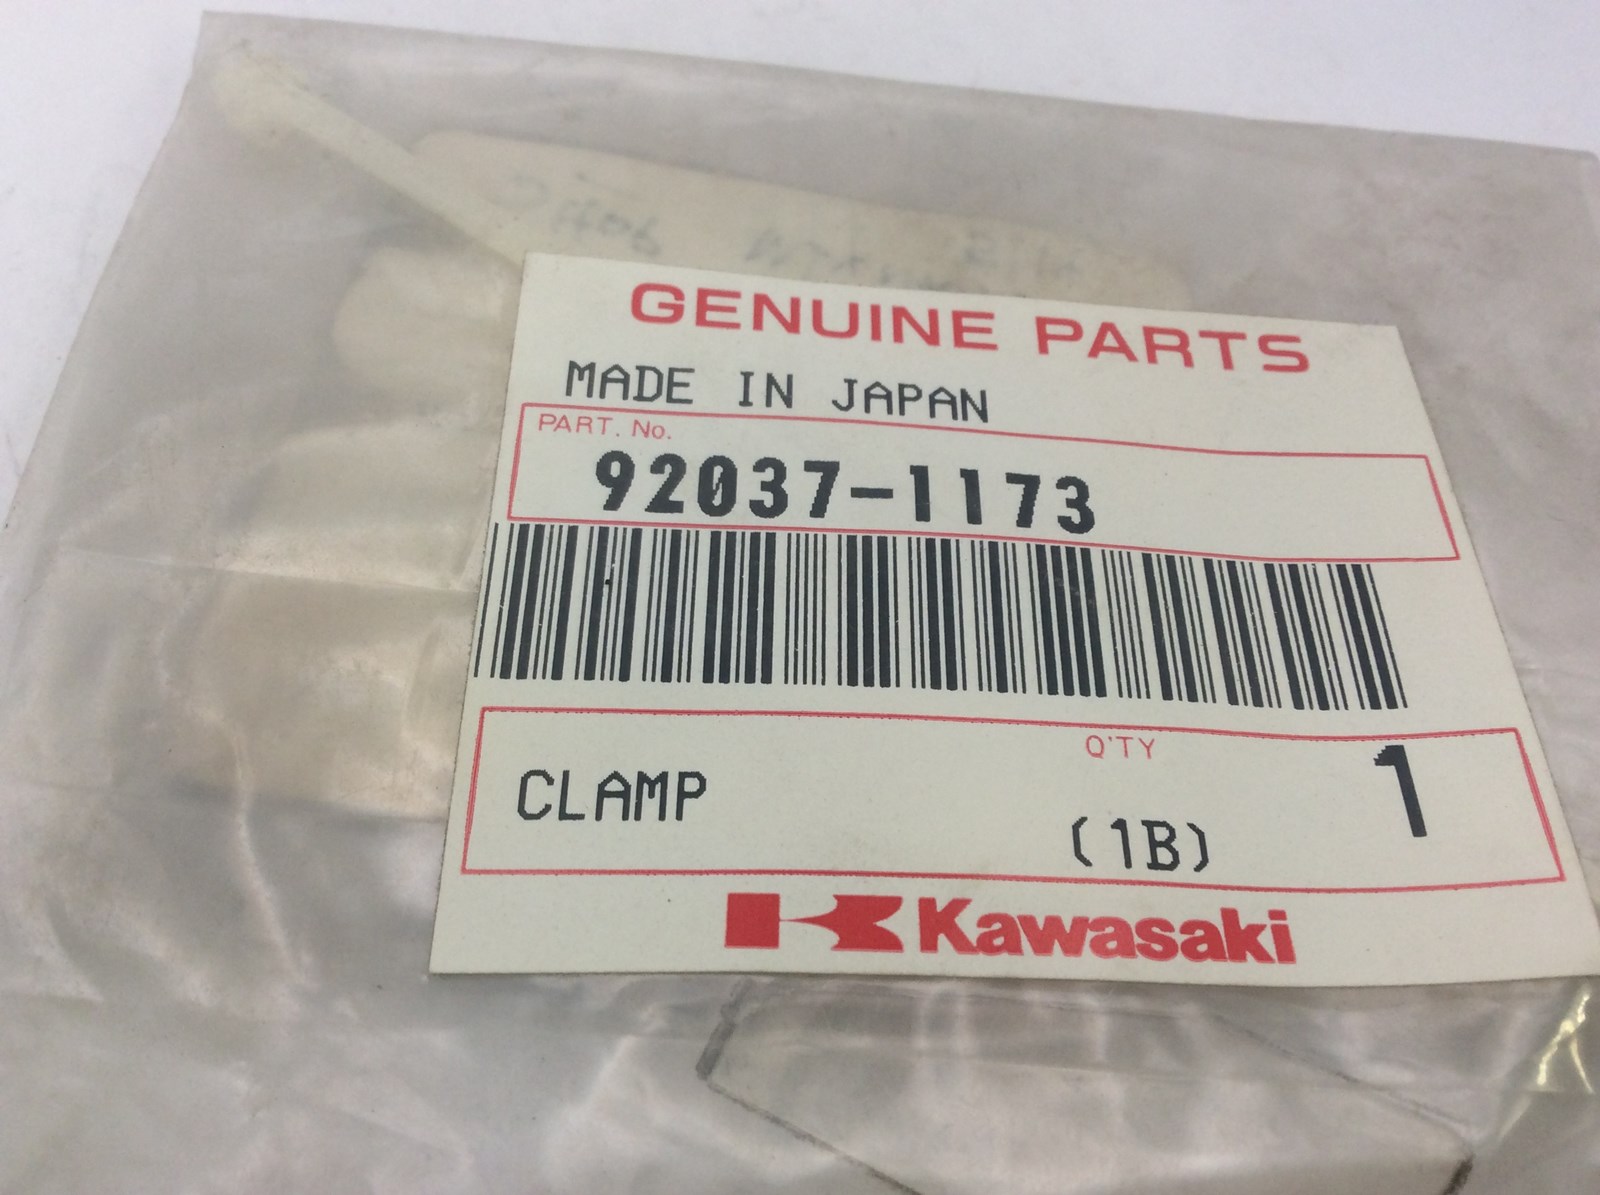 GENUINE PARTS
MADE IN JAPAN
PART. No.
92037-1173
Q'TY
CLAMP 1
(1B)
Kawasaki